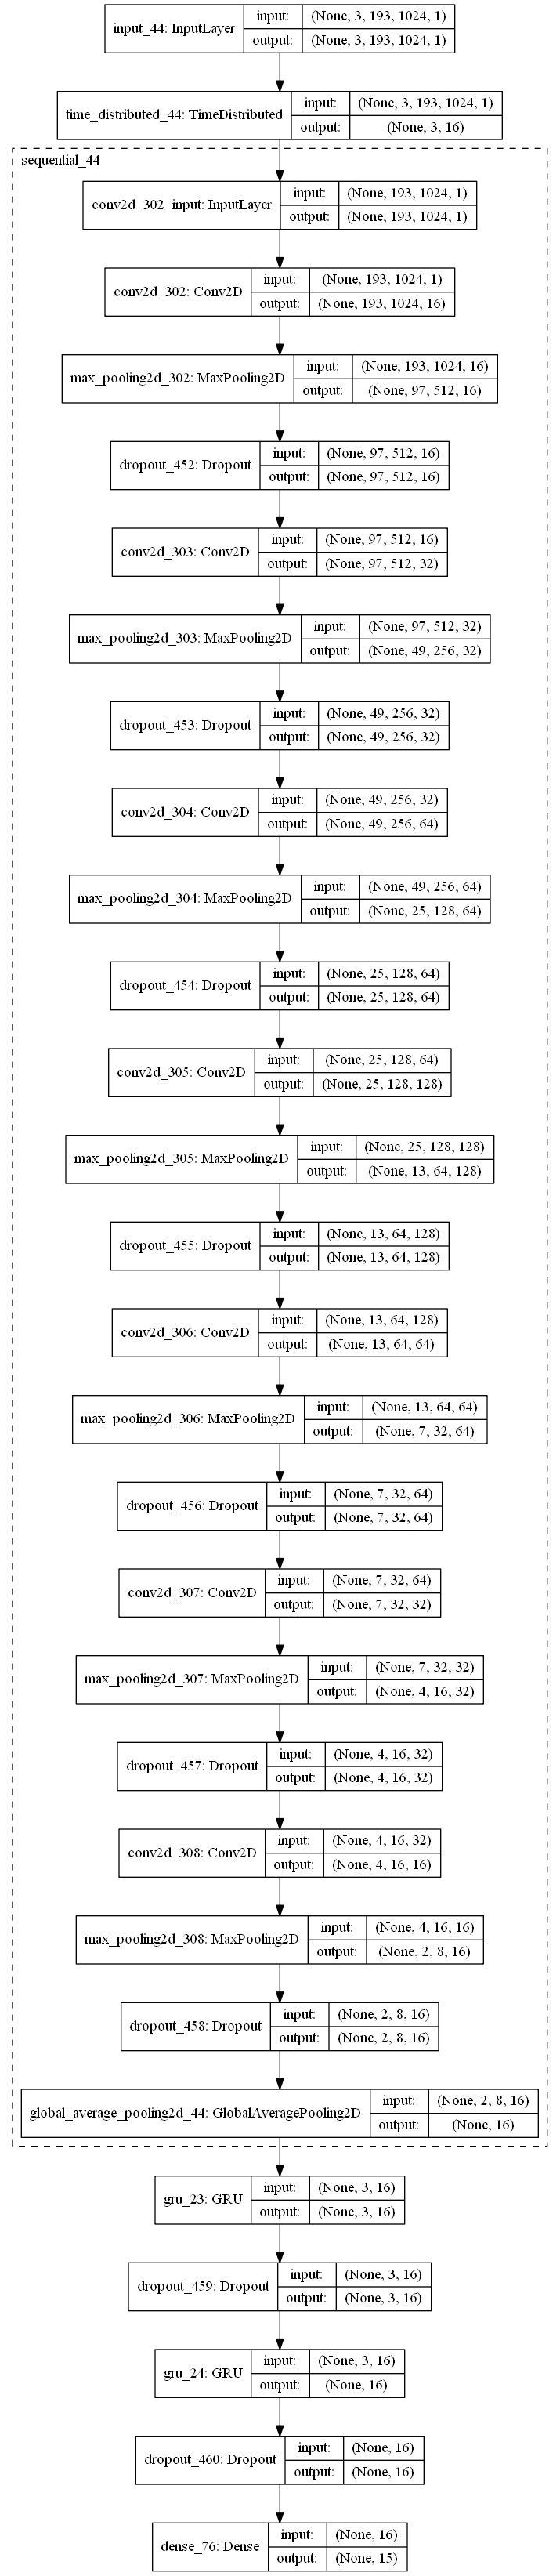 input_44: InputLayer
input: (None, 3, 193, 1024, 1)
output: (None, 3, 193, 1024, 1)
time_distributed_44: TimeDistributed
input: (None, 3, 193, 1024, 1)
output: (None, 3, 16)
sequential_44
conv2d_302_input: InputLayer
input: (None, 193, 1024, 1)
output: (None, 193, 1024, 1)
conv2d_302: Conv2D
input: (None, 193, 1024, 1)
output: (None, 193, 1024, 16)
max_pooling2d_302: MaxPooling2D
input: (None, 193, 1024, 16)
output: (None, 97, 512, 16)
dropout_452: Dropout
input: (None, 97, 512, 16)
output: (None, 97, 512, 16)
conv2d_303: Conv2D
input: (None, 97, 512, 16)
output: (None, 97, 512, 32)
max_pooling2d_303: MaxPooling2D
input: (None, 97, 512, 32)
output: (None, 49, 256, 32)
dropout_453: Dropout
input: (None, 49, 256, 32)
output: (None, 49, 256, 32)
conv2d_304: Conv2D
input: (None, 49, 256, 32)
output: (None, 49, 256, 64)
max_pooling2d_304: MaxPooling2D
input: (None, 49, 256, 64)
output: (None, 25, 128, 64)
dropout_454: Dropout
input: (None, 25, 128, 64)
output: (None, 25, 128, 64)
conv2d_305: Conv2D
input: (None, 25, 128, 64)
output: (None, 25, 128, 128)
max_pooling2d_305: MaxPooling2D
input: (None, 25, 128, 128)
output: (None, 13, 64, 128)
dropout_455: Dropout
input: (None, 13, 64, 128)
output: (None, 13, 64, 128)
conv2d_306: Conv2D
input: (None, 13, 64, 128)
output: (None, 13, 64, 64)
max_pooling2d_306: MaxPooling2D
input: (None, 13, 64, 64)
output: (None, 7, 32, 64)
dropout_456: Dropout
input: (None, 7, 32, 64)
output: (None, 7, 32, 64)
conv2d_307: Conv2D
input: (None, 7, 32, 64)
output: (None, 7, 32, 32)
max_pooling2d_307: MaxPooling2D
input: (None, 7, 32, 32)
output: (None, 4, 16, 32)
dropout_457: Dropout
input: (None, 4, 16, 32)
output: (None, 4, 16, 32)
conv2d_308: Conv2D
input: (None, 4, 16, 32)
output: (None, 4, 16, 16)
max_pooling2d_308: MaxPooling2D
input: (None, 4, 16, 16)
output: (None, 2, 8, 16)
dropout_458: Dropout
input: (None, 2, 8, 16)
output: (None, 2, 8, 16)
global_average_pooling2d_44: GlobalAveragePooling2D
input: (None, 2, 8, 16)
output: (None, 16)
gru_23: GRU
input: (None, 3, 16)
output: (None, 3, 16)
dropout_459: Dropout
input: (None, 3, 16)
output: (None, 3, 16)
gru_24: GRU
input: (None, 3, 16)
output: (None, 16)
dropout_460: Dropout
input: (None, 16)
output: (None, 16)
dense_76: Dense
input: (None, 16)
output: (None, 15)